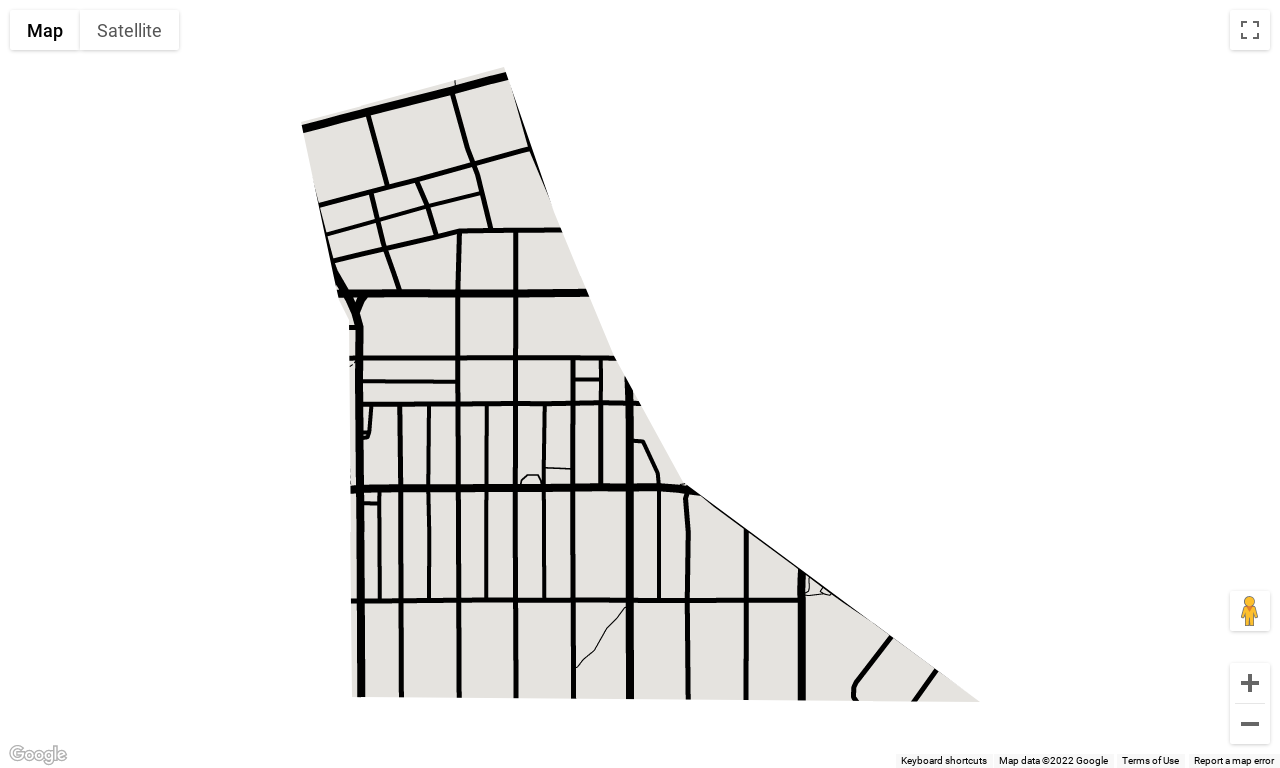 Map
Satellite
Google
Keyboard shortcuts
Map data ©2022 Google
Terms of Use
Report a map error